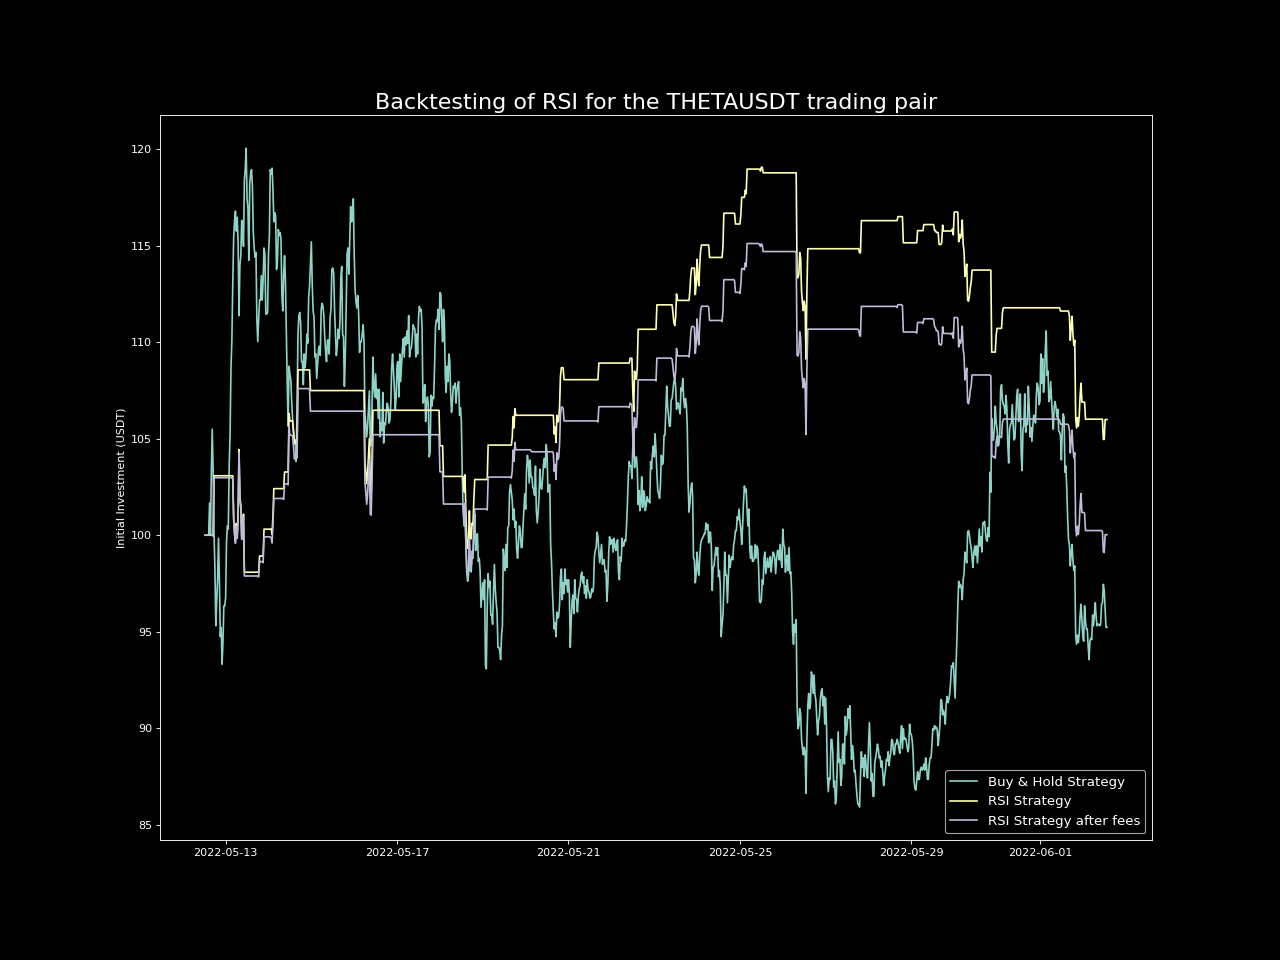 Backtesting of RSI for the THETAUSDT trading pair
Initial Investment (USDT)
120
115
110
105
100
95
90
85
2022-05-13
2022-05-17
2022-05-21
2022-05-25
2022-05-29
2022-06-01
Buy & Hold Strategy
RSI Strategy
RSI Strategy after fees